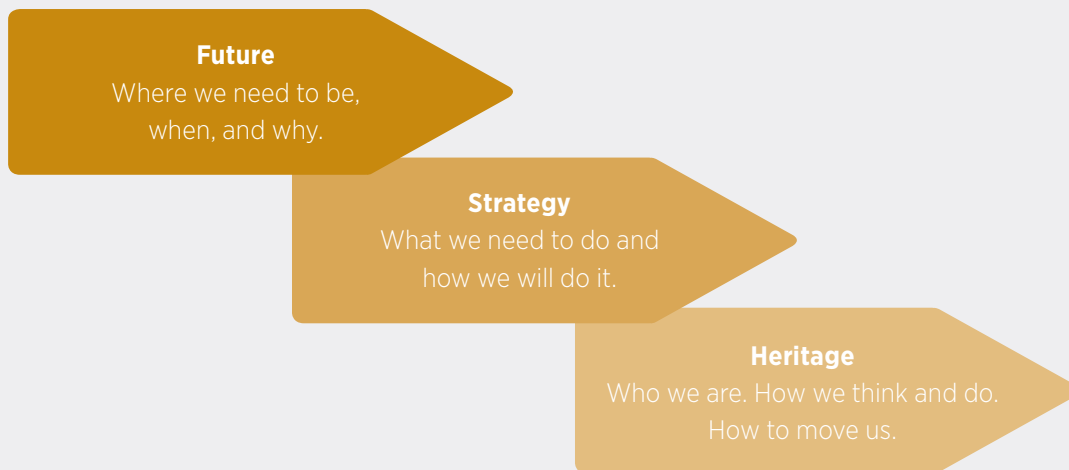 Future
Where we need to be,
when, and why.
Strategy
What we need to do and
how we will do it.
Heritage
Who we are. How we think and do.
How to move us.